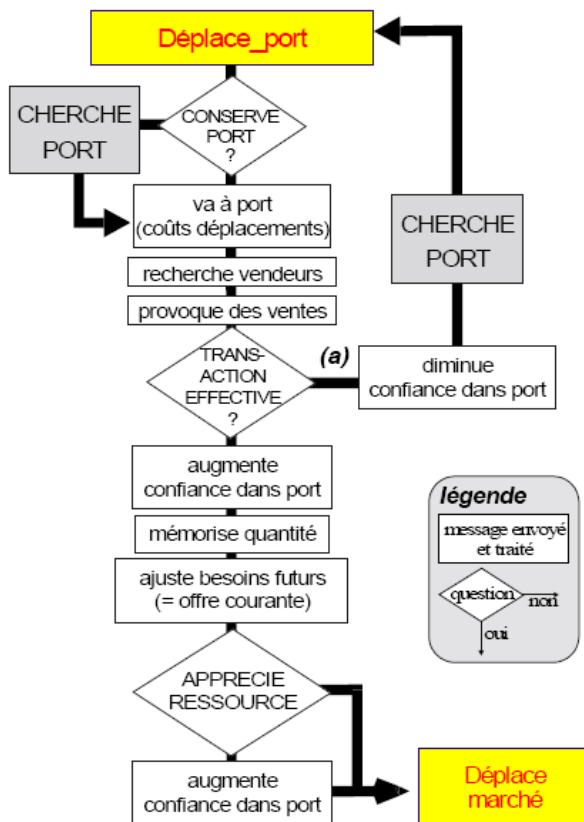 Déplace_port
CONSERVE
PORT
?
CHERCHE
PORT
va à port
(coûts déplacements)
recherche vendeurs
provoque des ventes
TRANS-
ACTION
EFFECTIVE
?
(a)
diminue
confiance dans port
CHERCHE
PORT
augmente
confiance dans port
mémorise quantité
ajuste besoins futurs
(= offre courante)
APPRECIE
RESSOURCE
augmente
confiance dans port
Déplace
marché
légende
message envoyé
et traité
question
non
oui